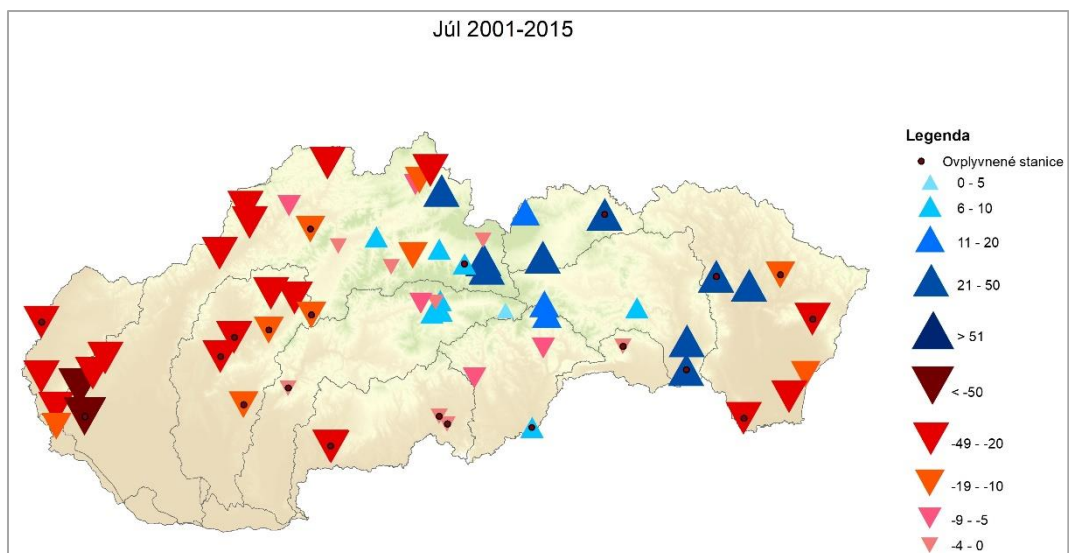 Júl 2001-2015
Legenda
Ovplyvnené stanice
0 - 5
6 - 10
11 - 20
21 - 50
> 51
< -50
-49 - -20
-19 - -10
-9 - -5
-4 - 0